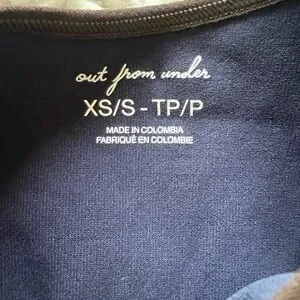 out from under
XS/S - TP/P
MADE IN COLOMBIA
FABRIQUÉ EN COLOMBIE